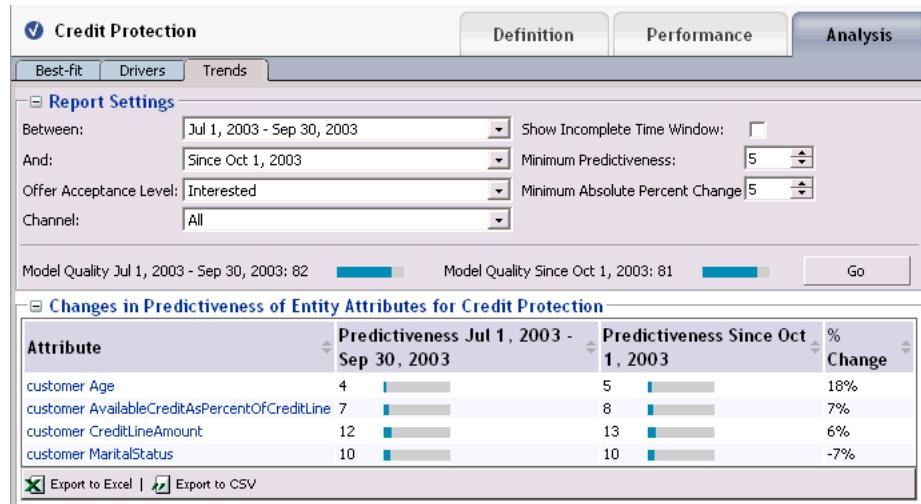 Credit Protection
Definition
Performance
Analysis
Best-fit
Drivers
Trends
Report Settings
Between: Jul 1, 2003 - Sep 30, 2003 Show Incomplete Time Window:
And: Since Oct 1, 2003 Minimum Predictiveness: 5
Offer Acceptance Level: Interested Minimum Absolute Percent Change 5
Channel: All
Model Quality Jul 1, 2003 - Sep 30, 2003: 82 Model Quality Since Oct 1, 2003: 81 Go
Changes in Predictiveness of Entity Attributes for Credit Protection
Attribute Predictiveness Jul 1, 2003 - Predictiveness Since Oct %
Sep 30, 2003 1, 2003 Change
customer Age 4 5 18%
customer AvailableCreditAsPercentOfCreditLine 7 8 7%
customer CreditLineAmount 12 13 6%
customer MaritalStatus 10 10 -7%
Export to Excel | Export to CSV